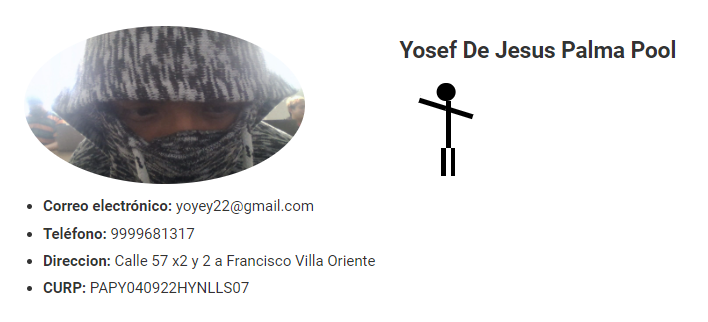 Yosef De Jesus Palma Pool
Correo electrónico: yoyey22@gmail.com
Teléfono: 9999681317
Direccion: Calle 57 x2 y 2 a Francisco Villa Oriente
CURP: PAPY040922HYNLLS07